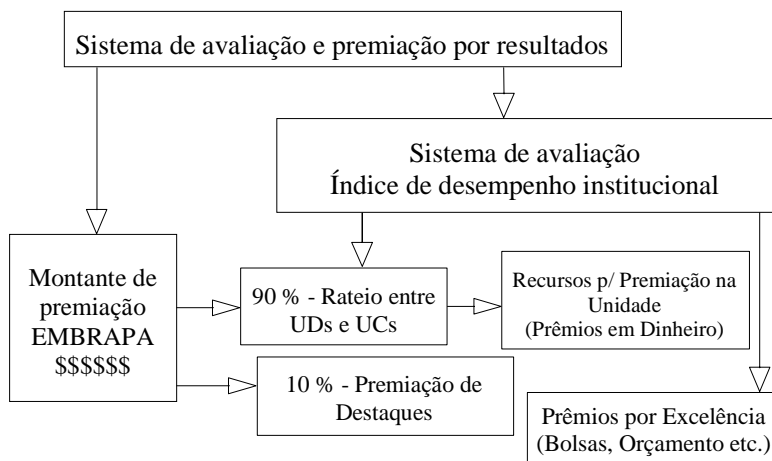 Sistema de avaliação e premiação por resultados
Sistema de avaliação
Índice de desempenho institucional
Montante de
premiação
EMBRAPA
$$$$$$
90 % - Rateio entre
UDs e UCs
Recursos p/ Premiação na
Unidade
(Prêmios em Dinheiro)
10 % - Premiação de
Destaques
Prêmios por Excelência
(Bolsas, Orçamento etc.)